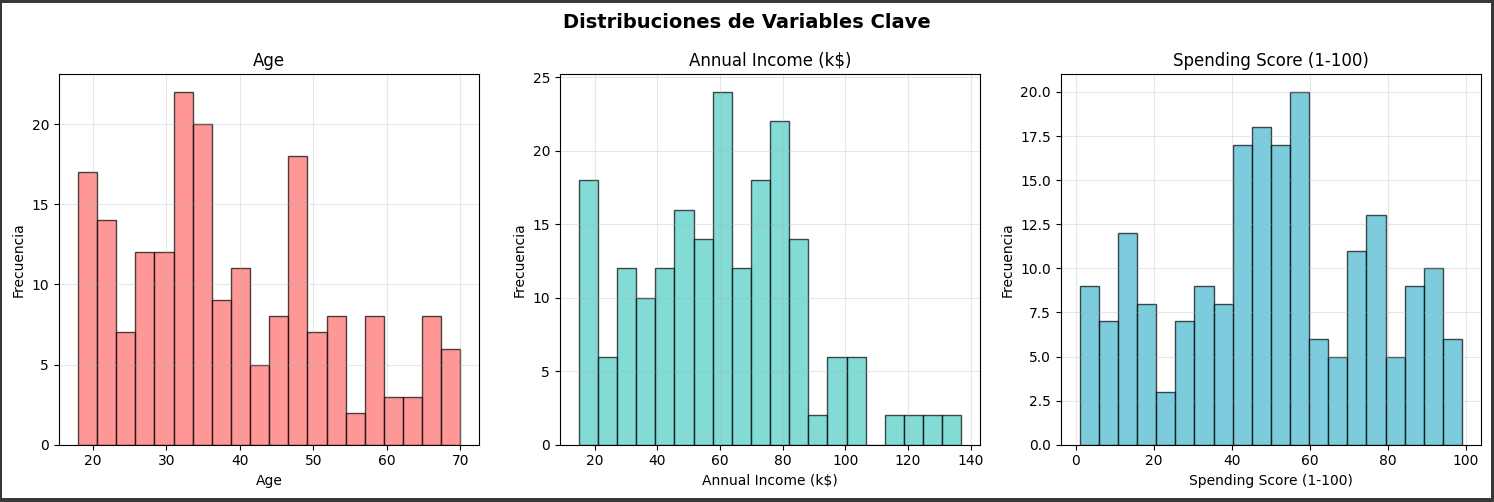 Distribuciones de Variables Clave
Age
Frecuencia
20
15
10
5
0
20 30 40 50 60 70
Age
Annual Income (k$)
Frecuencia
25
20
15
10
5
0
20 40 60 80 100 120 140
Annual Income (k$)
Spending Score (1-100)
Frecuencia
20.0
17.5
15.0
12.5
10.0
7.5
5.0
2.5
0.0
0 20 40 60 80 100
Spending Score (1-100)